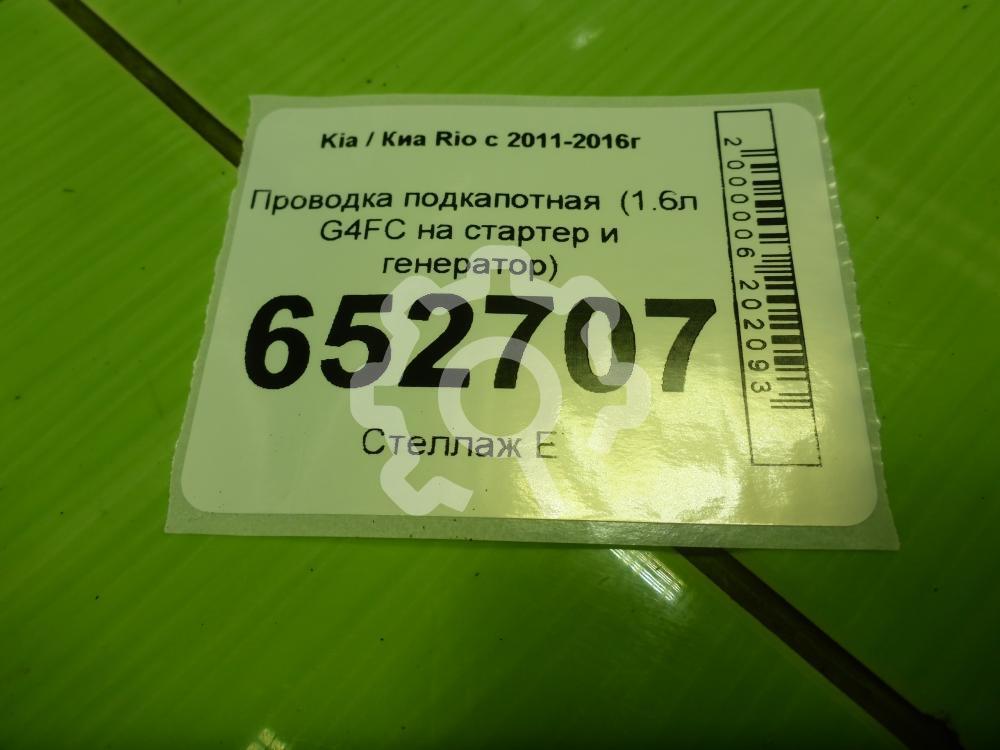 Kia / Киа Rio с 2011-2016г
Проводка подкапотная (1.6л
G4FC на стартер и
генератор)
652707
Стеллаж Е
2000006202093